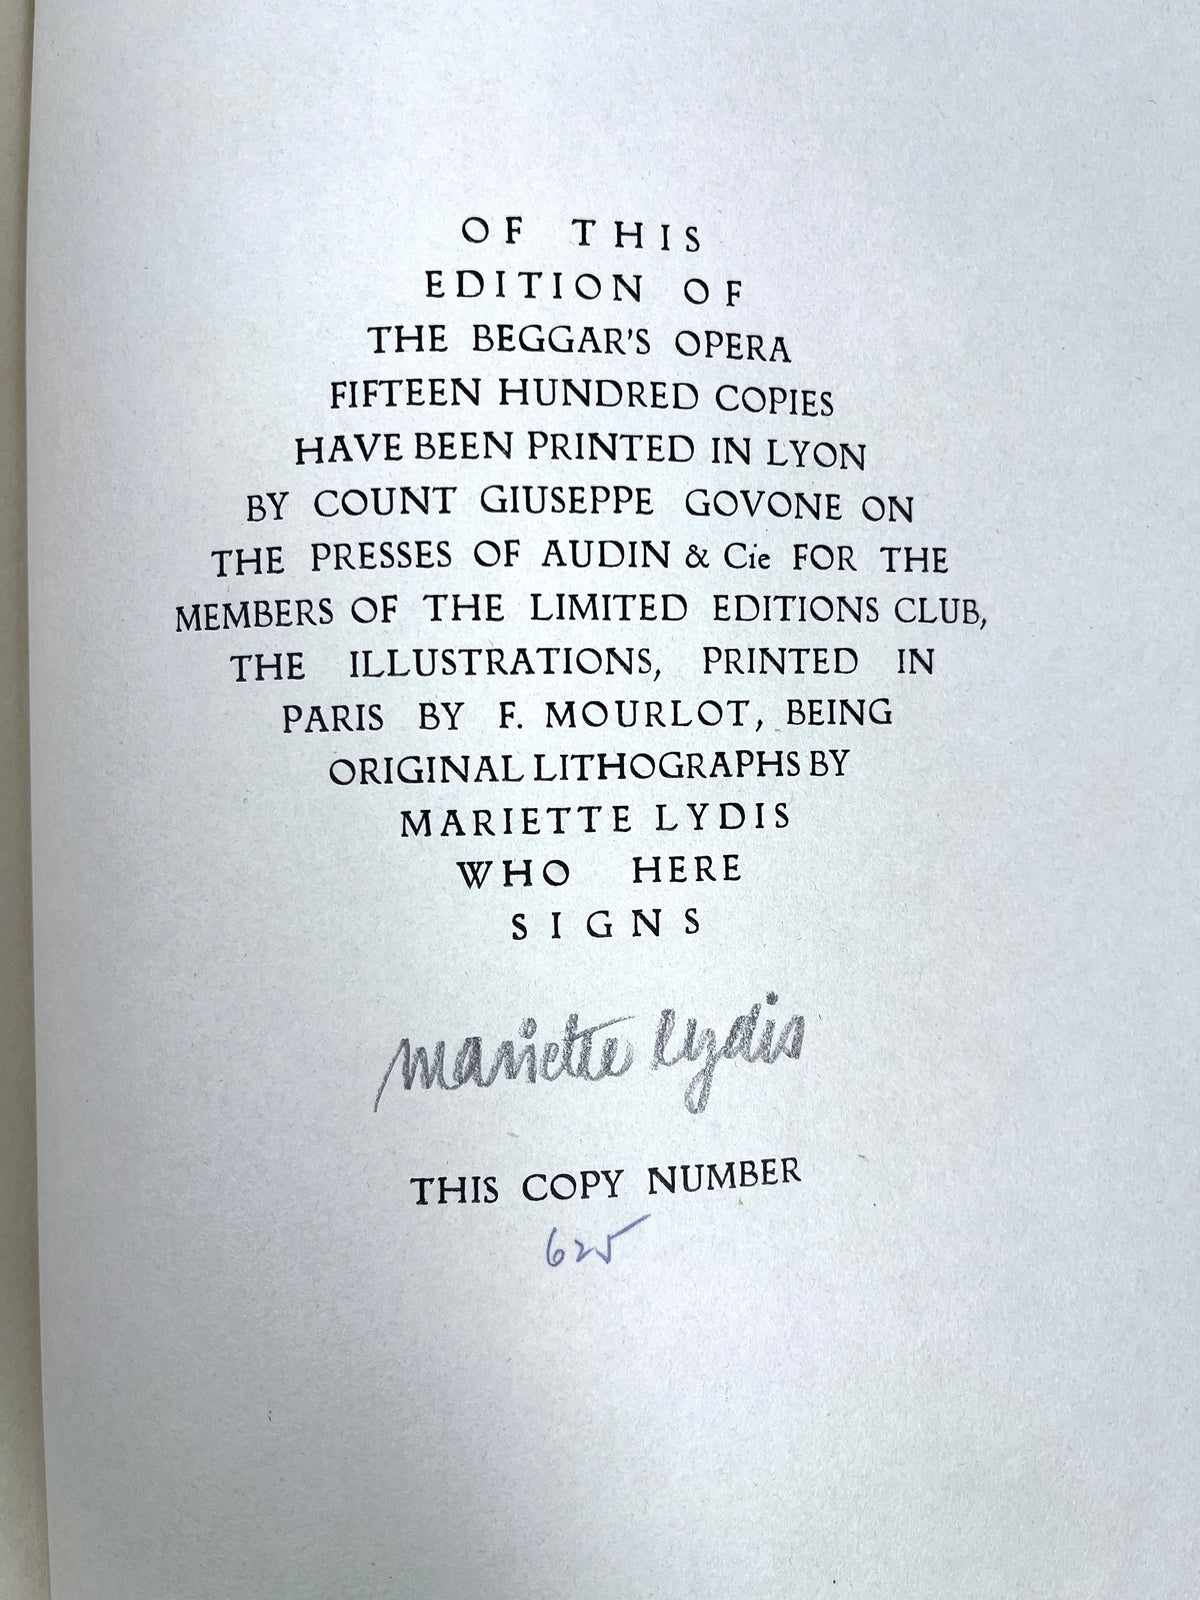 OF THIS
EDITION OF
THE BEGGAR'S OPERA
FIFTEEN HUNDRED COPIES
HAVE BEEN PRINTED IN LYON
BY COUNT GIUSEPPE GOVONE ON
THE PRESSES OF AUDIN & Cie FOR THE
MEMBERS OF THE LIMITED EDITIONS CLUB,
THE ILLUSTRATIONS, PRINTED IN
PARIS BY F. MOURLOT, BEING
ORIGINAL LITHOGRAPHS BY
MARIETTE LYDIS
WHO HERE
SIGNS
mariette lydis
THIS COPY NUMBER
625